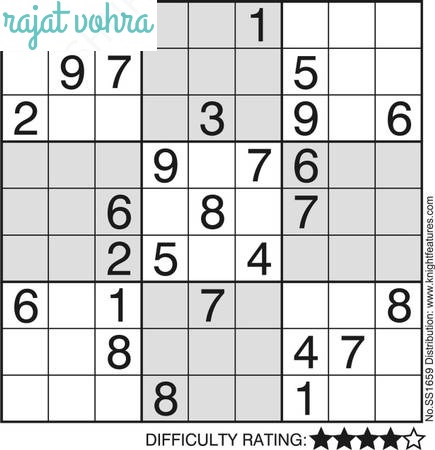 rajat vohra
1
9 7 5
2 3 9 6
9 7 6
6 8 7
2 5 4
6 1 7 8
8 4 7
8 1
No.SS1659 Distribution: www.knightfeatures.com
DIFFICULTY RATING: